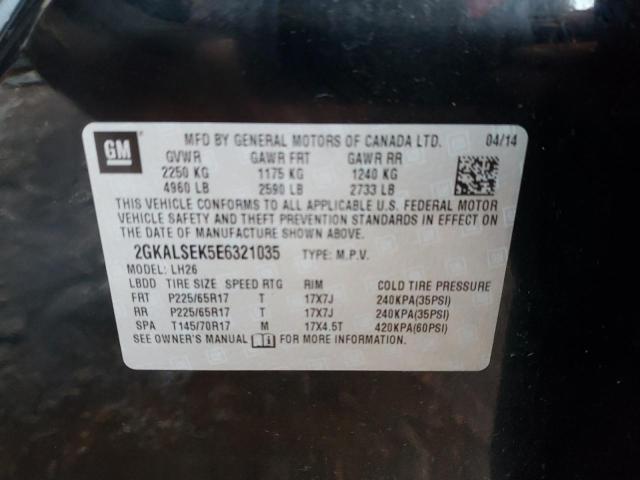 GM
MFD BY GENERAL MOTORS OF CANADA LTD. 04/14
GVWR GAWR FRT GAWR RR
2250 KG 1175 KG 1240 KG
4960 LB 2590 LB 2733 LB
THIS VEHICLE CONFORMS TO ALL APPLICABLE U.S. FEDERAL MOTOR
VEHICLE SAFETY AND THEFT PREVENTION STANDARDS IN EFFECT ON
THE DATE OF MANUFACTURE SHOWN ABOVE.
2GKALSEK5E6321035 TYPE: M.P.V.
MODEL: LH26
LBDD TIRE SIZE SPEED RTG RIM COLD TIRE PRESSURE
FRT P225/65R17 T 17X7J 240KPA(35PSI)
RR P225/65R17 T 17X7J 240KPA(35PSI)
SPA T145/70R17 M 17X4.5T 420KPA(60PSI)
SEE OWNER'S MANUAL FOR MORE INFORMATION.